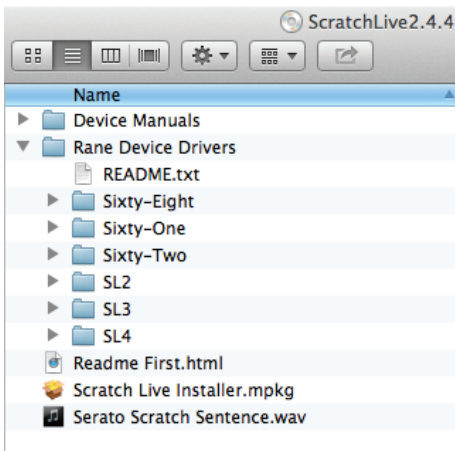 ScratchLive2.4.4
Name
Device Manuals
Rane Device Drivers
README.txt
Sixty-Eight
Sixty-One
Sixty-Two
SL2
SL3
SL4
Readme First.html
Scratch Live Installer.mpkg
Serato Scratch Sentence.wav